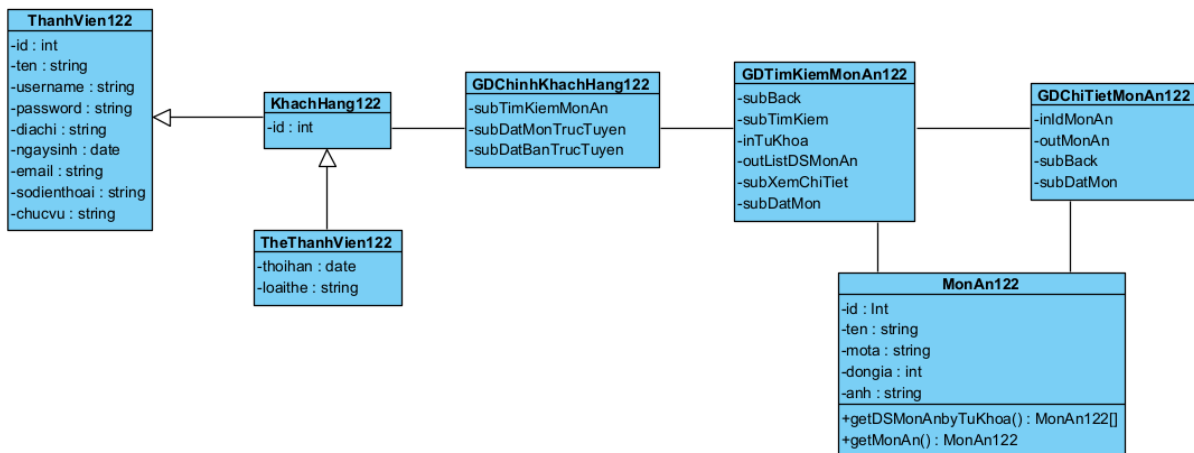 ThanhVien122
-id : int
-ten : string
-username : string
-password : string
-diachi : string
-ngaysinh : date
-email : string
-sodienthoai : string
-chucvu : string
KhachHang122
-id : int
TheThanhVien122
-thoihan : date
-loaithe : string
GDChinhKhachHang122
-subTimKiemMonAn
-subDatMonTrucTuyen
-subDatBanTrucTuyen
GDTimKiemMonAn122
-subBack
-subTimKiem
-inTuKhoa
-outListDSMonAn
-subXemChiTiet
-subDatMon
GDChiTietMonAn122
-inIdMonAn
-outMonAn
-subBack
-subDatMon
MonAn122
-id : Int
-ten : string
-mota : string
-dongia : int
-anh : string
+getDSMonAnbyTuKhoa() : MonAn122[]
+getMonAn() : MonAn122